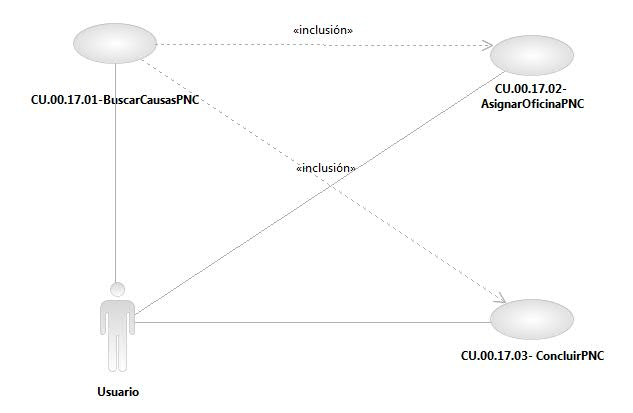 «inclusión»
CU.00.17.01-BuscarCausasPNC
CU.00.17.02-
AsignarOficinaPNC
«inclusión»
CU.00.17.03- ConcluirPNC
Usuario